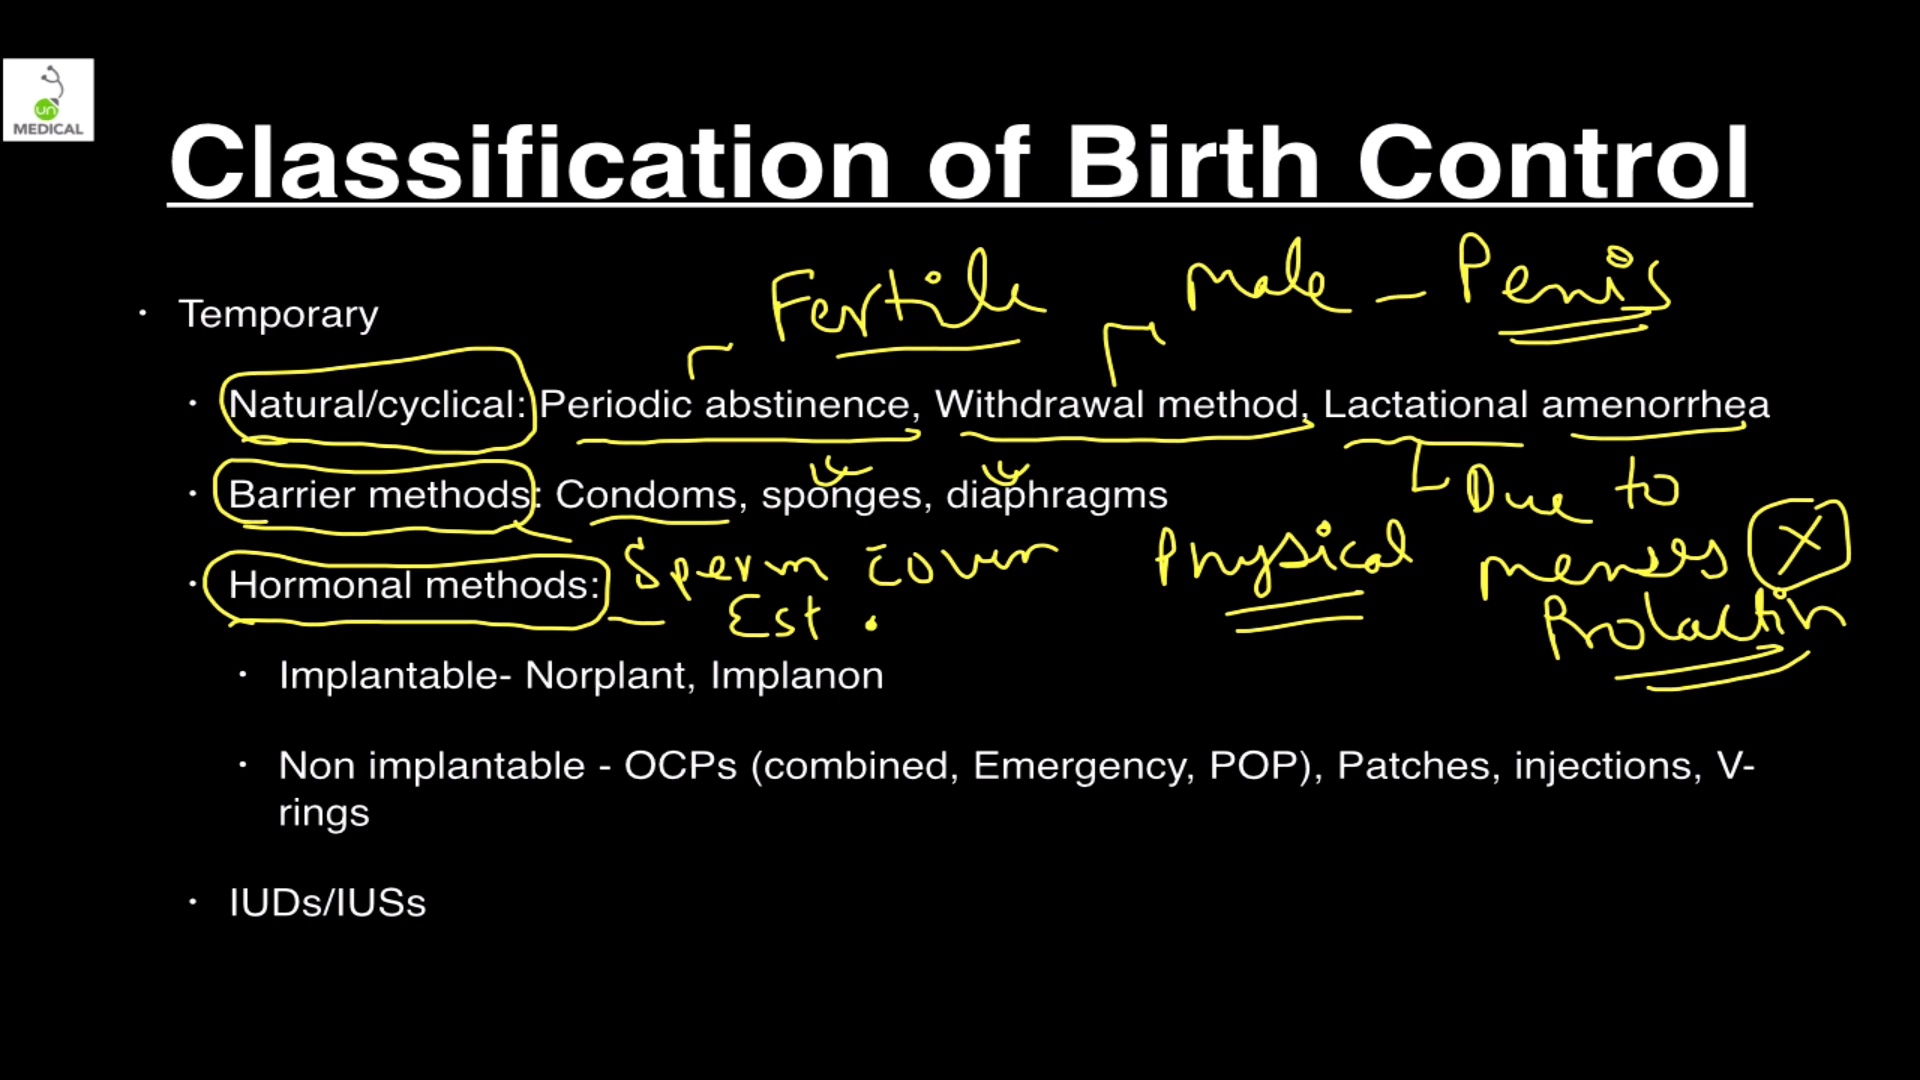 un
MEDICAL
Classification of Birth Control
Fertile
Male - Penis
• Temporary
• Natural/cyclical: Periodic abstinence, Withdrawal method, Lactational amenorrhea
Due to
• Barrier methods: Condoms, sponges, diaphragms
menses X
Sperm Physical
• Hormonal methods:
Est .
Prolactin
• Implantable- Norplant, Implanon
• Non implantable - OCPs (combined, Emergency, POP), Patches, injections, V-
rings
• IUDs/IUSs